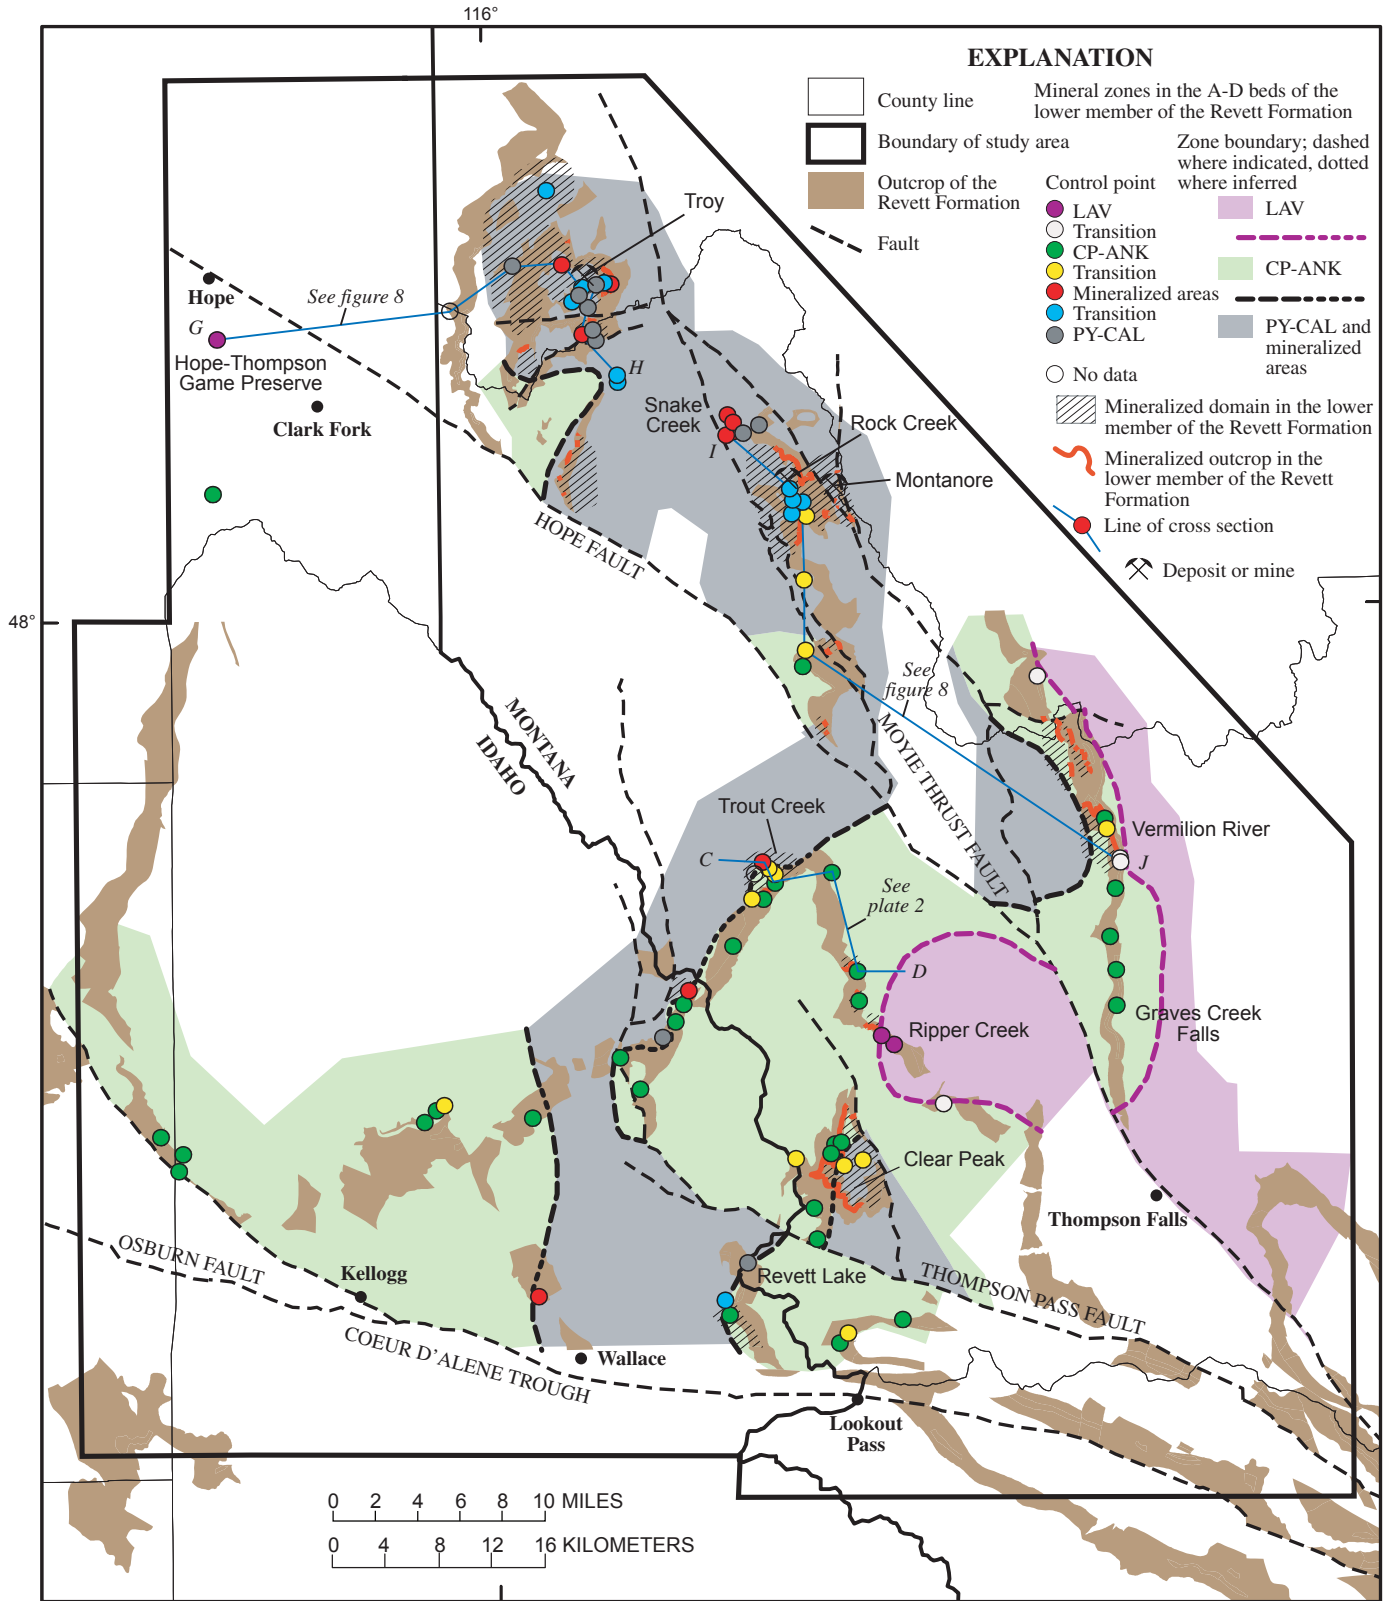 116°
EXPLANATION
County line
Boundary of study area
Outcrop of the
Revett Formation
Fault
Mineral zones in the A-D beds of the
lower member of the Revett Formation
Control point
LAV
Transition
CP-ANK
Transition
Mineralized areas
Transition
PY-CAL
No data
Zone boundary; dashed
where indicated, dotted
where inferred
LAV
CP-ANK
PY-CAL and
mineralized
areas
Mineralized domain in the lower
member of the Revett Formation
Mineralized outcrop in the
lower member of the Revett
Formation
Line of cross section
Deposit or mine
Troy
Hope
See figure 8
G
Hope-Thompson
Game Preserve
Clark Fork
H
Snake
Creek
I
Rock Creek
Montanore
HOPE FAULT
48°
MONTANA
IDAHO
See
figure 8
MOYIE THRUST FAULT
Trout Creek
C
Vermilion River
J
See
plate 2
D
Ripper Creek
Graves Creek
Falls
Clear Peak
Thompson Falls
OSBURN FAULT
Kellogg
Revett Lake
THOMPSON PASS FAULT
COEUR D'ALENE TROUGH
Wallace
Lookout
Pass
0 2 4 6 8 10 MILES
0 4 8 12 16 KILOMETERS